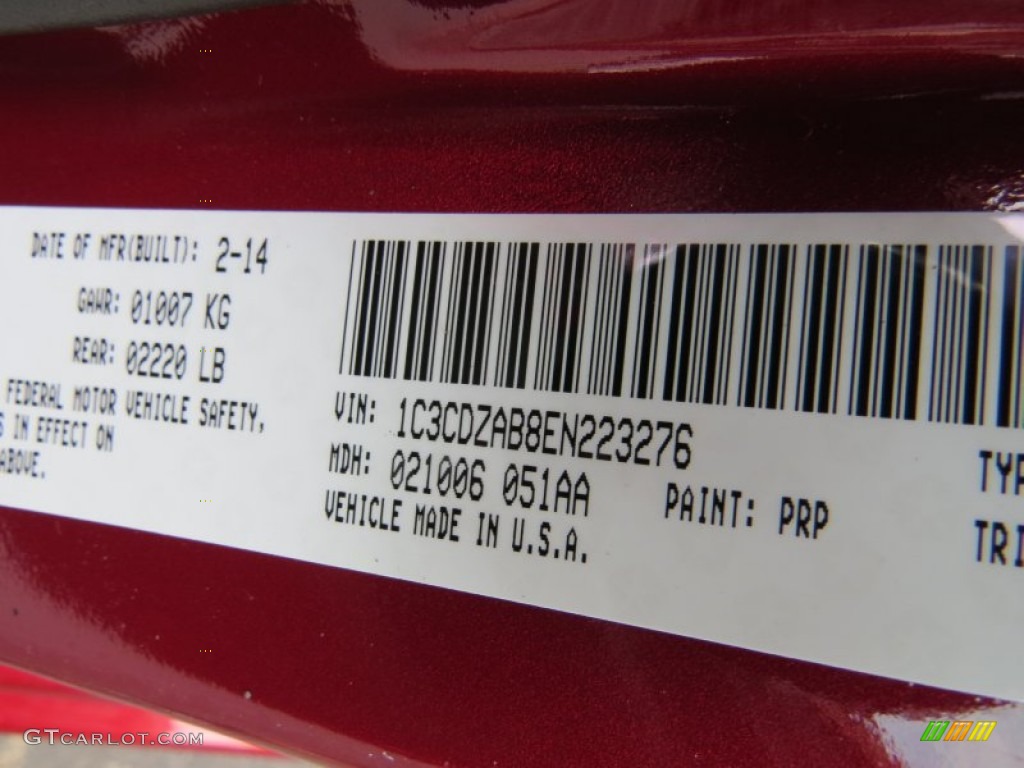 DATE OF MFR(BUILT): 2-14
GAWR: 01007 KG
REAR: 02220 LB
FEDERAL MOTOR VEHICLE SAFETY,
IN EFFECT ON
ABOVE.
VIN: 1C3CDZAB8EN223276
MDH: 021006 051AA PAINT: PRP
VEHICLE MADE IN U.S.A.
TYP
TRI
GTCARLOT.COM